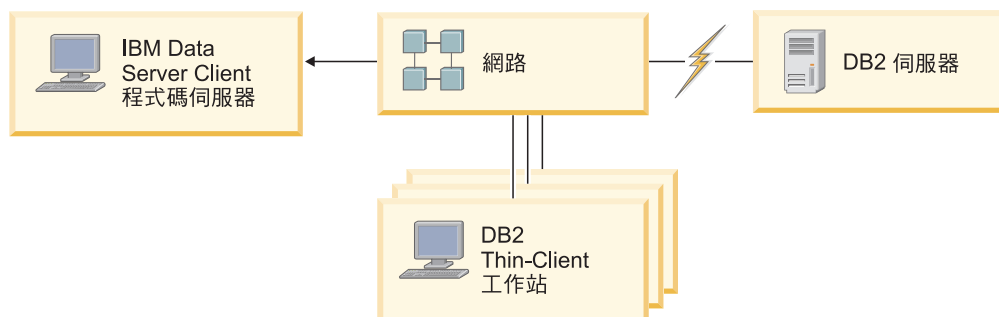 IBM Data
Server Client
程式碼伺服器
網路
DB2 伺服器
DB2
Thin-Client
工作站